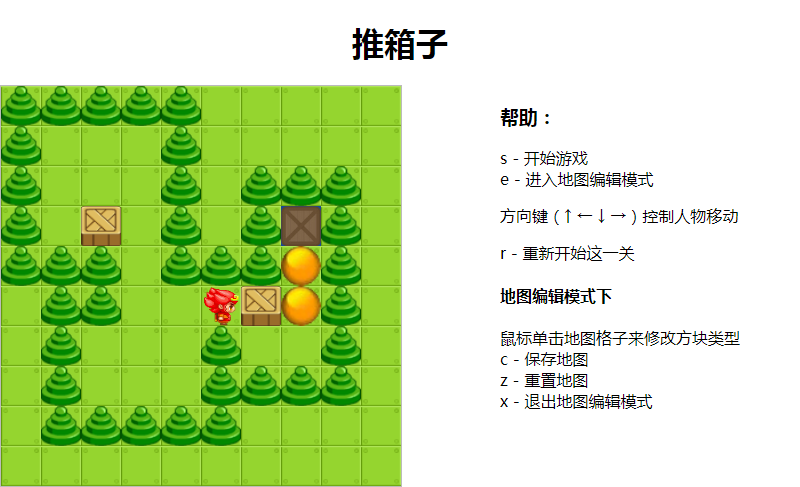 推箱子
帮助：
s - 开始游戏
e - 进入地图编辑模式
方向键 ( ↑ ← ↓ → ) 控制人物移动
r - 重新开始这一关
地图编辑模式下
鼠标单击地图格子来修改方块类型
c - 保存地图
z - 重置地图
x - 退出地图编辑模式